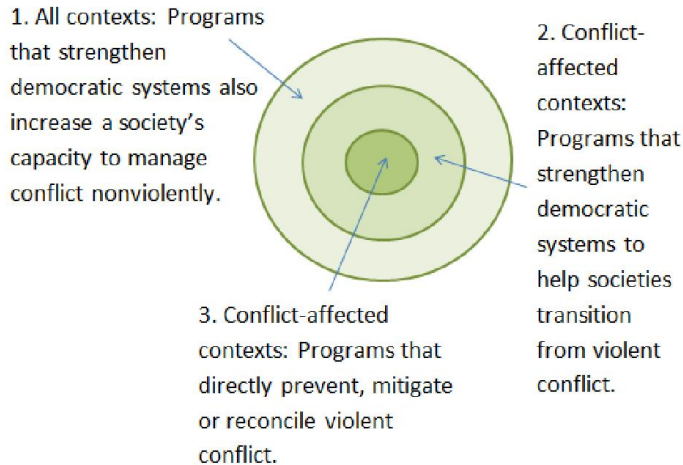 1. All contexts: Programs
that strengthen
democratic systems also
increase a society's
capacity to manage
conflict nonviolently.
2. Conflict-
affected
contexts:
Programs that
strengthen
democratic
systems to
help societies
transition
from violent
conflict.
3. Conflict-affected
contexts: Programs that
directly prevent, mitigate
or reconcile violent
conflict.